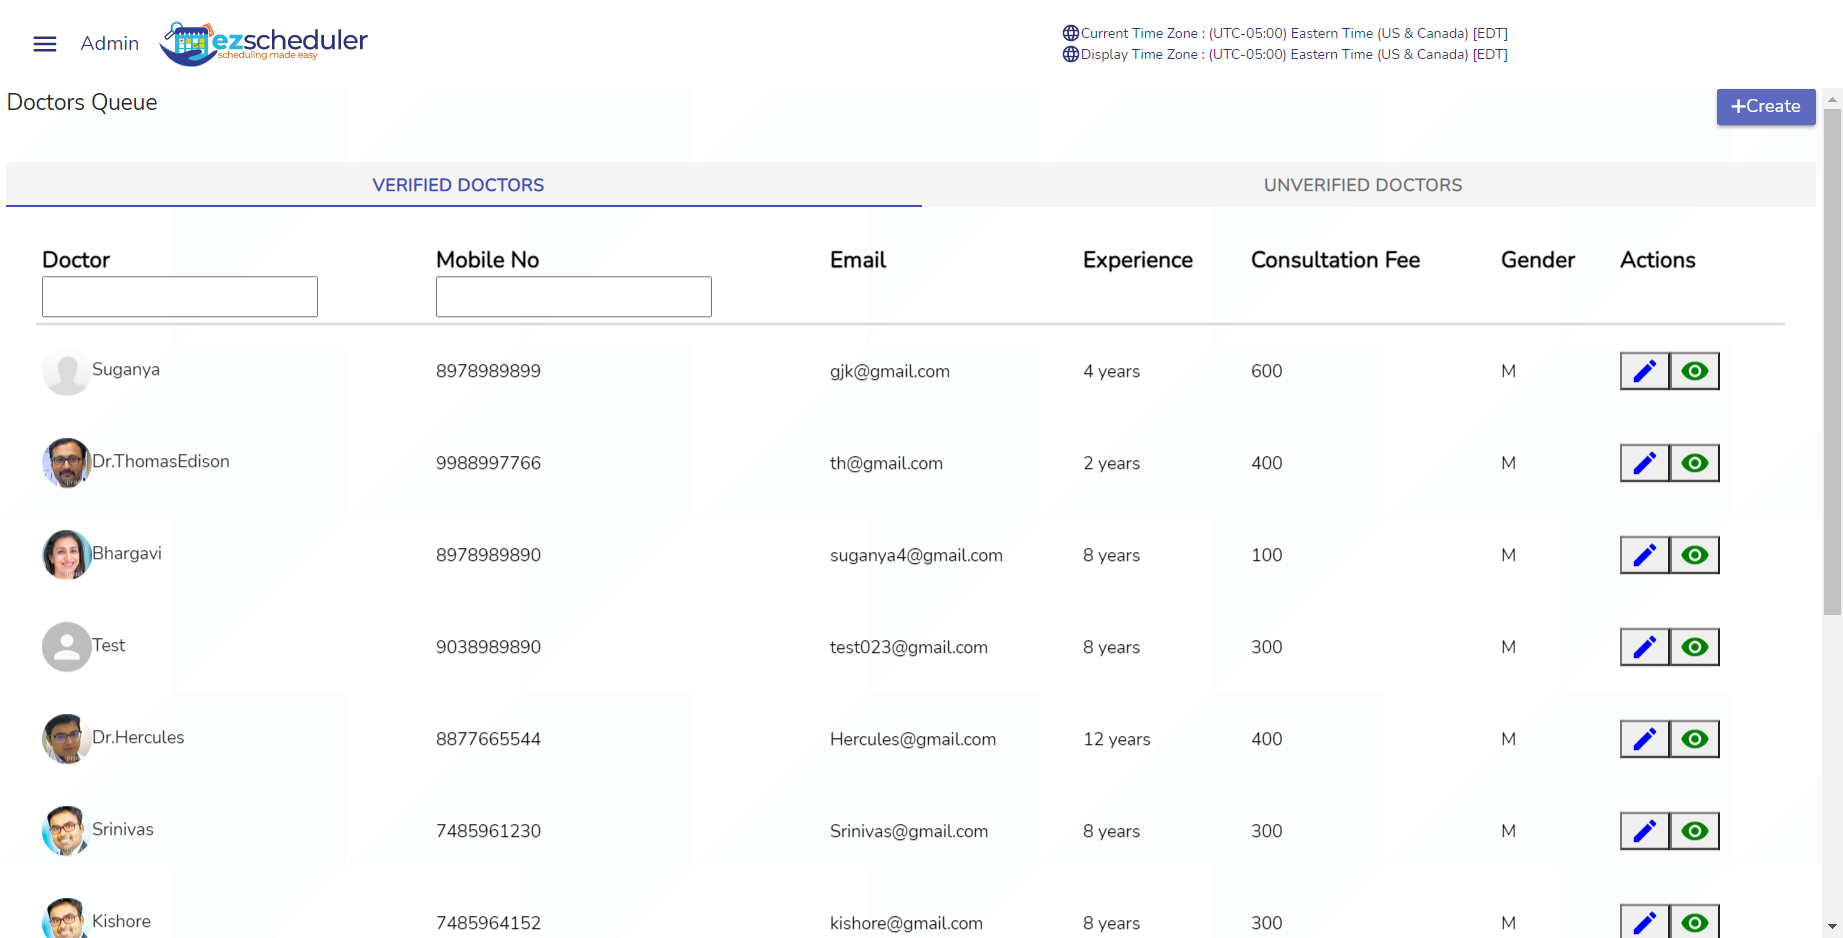 Admin
ezscheduler
scheduling made easy
Current Time Zone : (UTC-05:00) Eastern Time (US & Canada) [EDT]
Display Time Zone : (UTC-05:00) Eastern Time (US & Canada) [EDT]
Doctors Queue
+Create
VERIFIED DOCTORS UNVERIFIED DOCTORS
Doctor Mobile No Email Experience Consultation Fee Gender Actions
Suganya 8978989899 gjk@gmail.com 4 years 600 M
Dr.ThomasEdison 9988997766 th@gmail.com 2 years 400 M
Bhargavi 8978989890 suganya4@gmail.com 8 years 100 M
Test 9038989890 test023@gmail.com 8 years 300 M
Dr.Hercules 8877665544 Hercules@gmail.com 12 years 400 M
Srinivas 7485961230 Srinivas@gmail.com 8 years 300 M
Kishore 7485964152 kishore@gmail.com 8 years 300 M